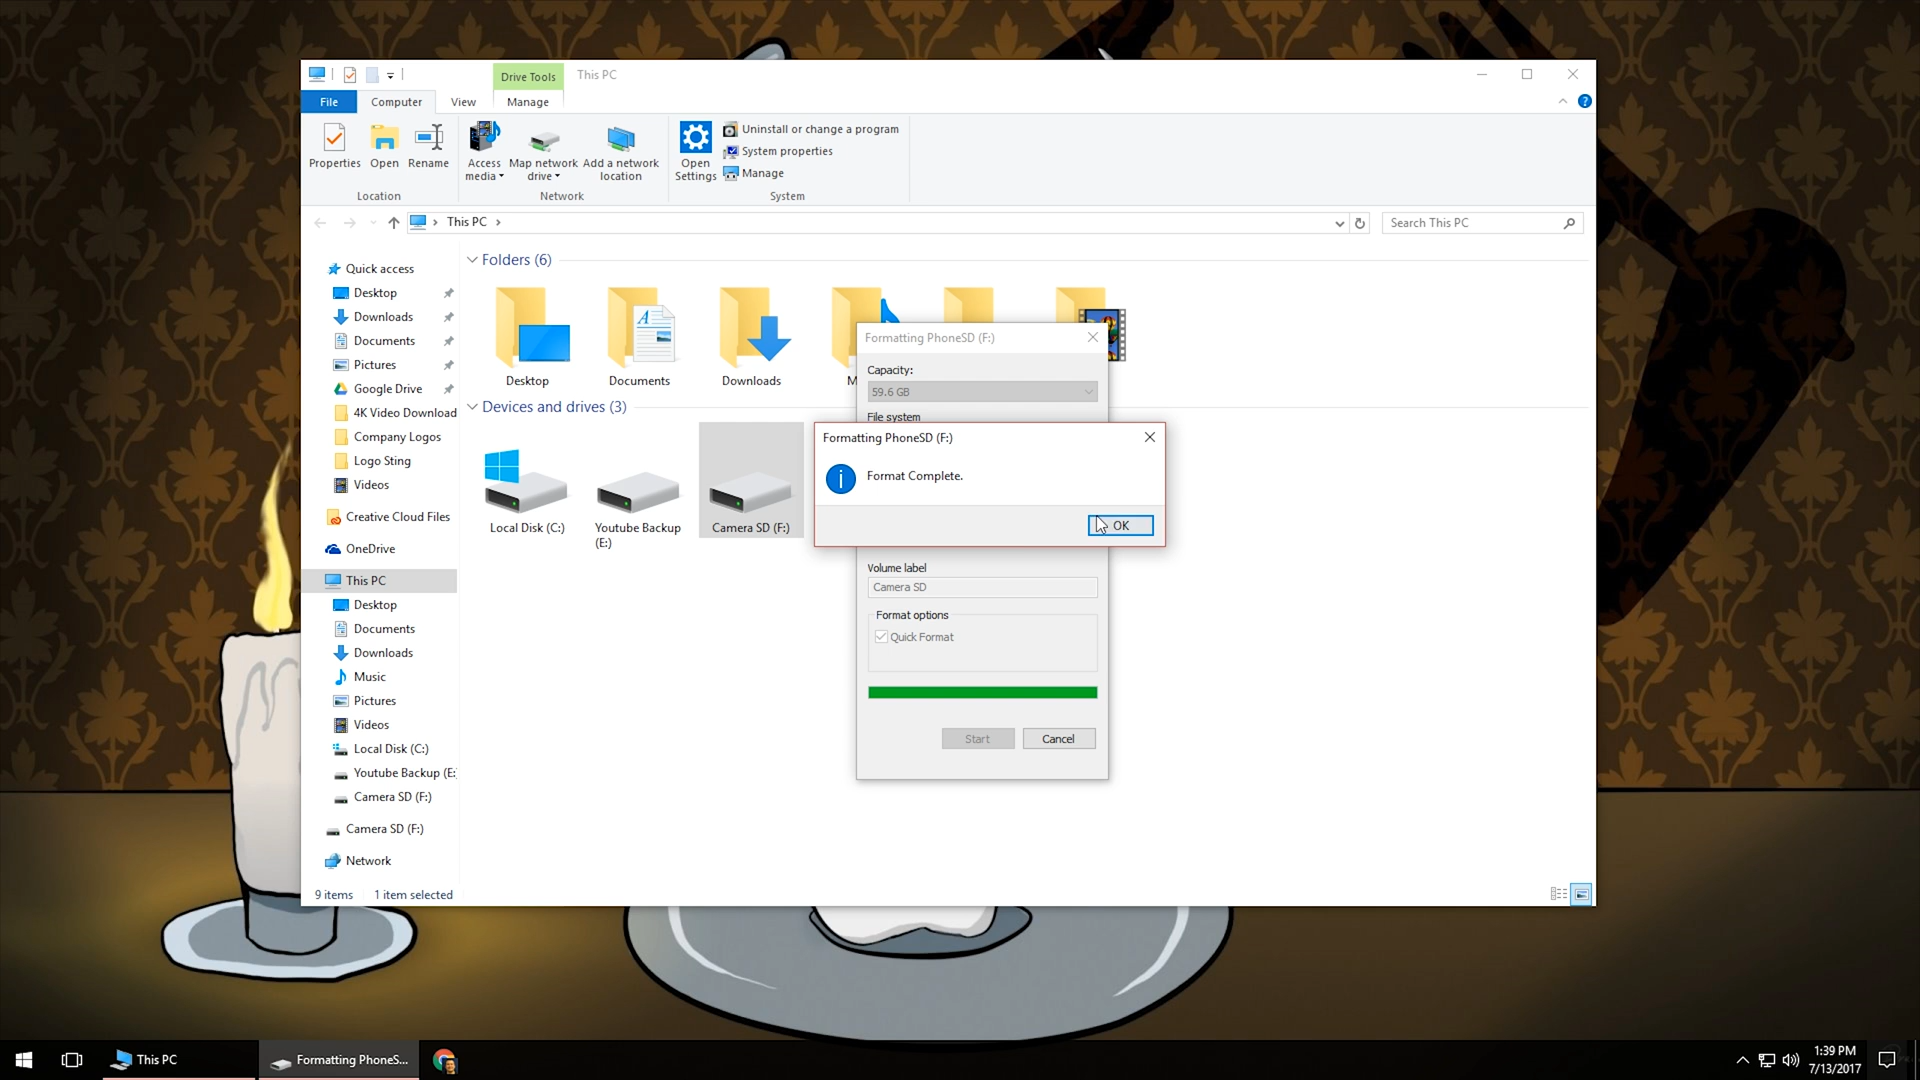 Drive Tools
This PC
File
Computer
View
Manage
Properties
Open
Rename
Access
media
Map network
drive
Add a network
location
Open
Settings
Uninstall or change a program
System properties
Manage
Location
Network
System
This PC
Search This PC
Quick access
Desktop
Downloads
Documents
Pictures
Google Drive
4K Video Download
Company Logos
Logo Sting
Videos
Creative Cloud Files
OneDrive
This PC
Desktop
Documents
Downloads
Music
Pictures
Videos
Local Disk (C:)
Youtube Backup (E:
Camera SD (F:)
Camera SD (F:)
Network
Folders (6)
Desktop
Documents
Downloads
M
Devices and drives (3)
Local Disk (C:)
Youtube Backup
(E:)
Camera SD (F:)
Formatting PhoneSD (F:)
Capacity:
59.6 GB
File system
Formatting PhoneSD (F:)
Format Complete.
OK
Volume label
Camera SD
Format options
Quick Format
Start
Cancel
9 items
1 item selected
This PC
Formatting PhoneS...
1:39 PM
7/13/2017